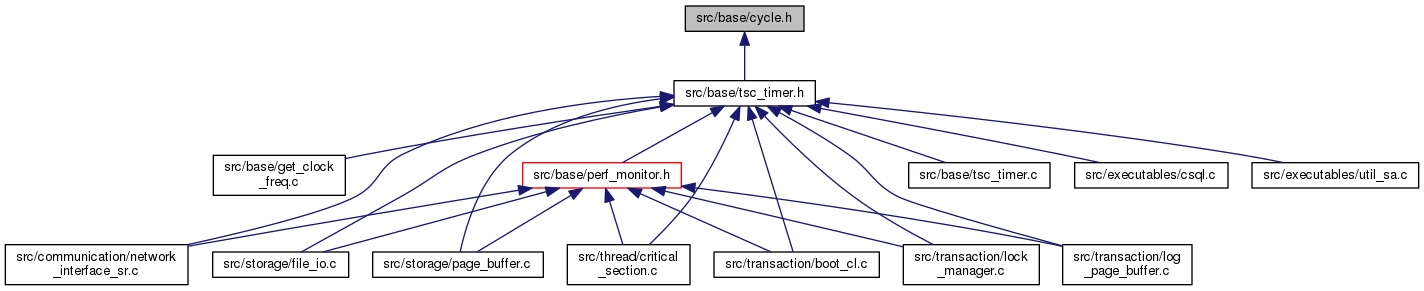 src/base/cycle.h
src/base/tsc_timer.h
src/base/get_clock
_freq.c
src/base/perf_monitor.h
src/base/tsc_timer.c
src/executables/csql.c
src/executables/util_sa.c
src/communication/network
_interface_sr.c
src/storage/file_io.c
src/storage/page_buffer.c
src/thread/critical
_section.c
src/transaction/boot_cl.c
src/transaction/lock
_manager.c
src/transaction/log
_page_buffer.c